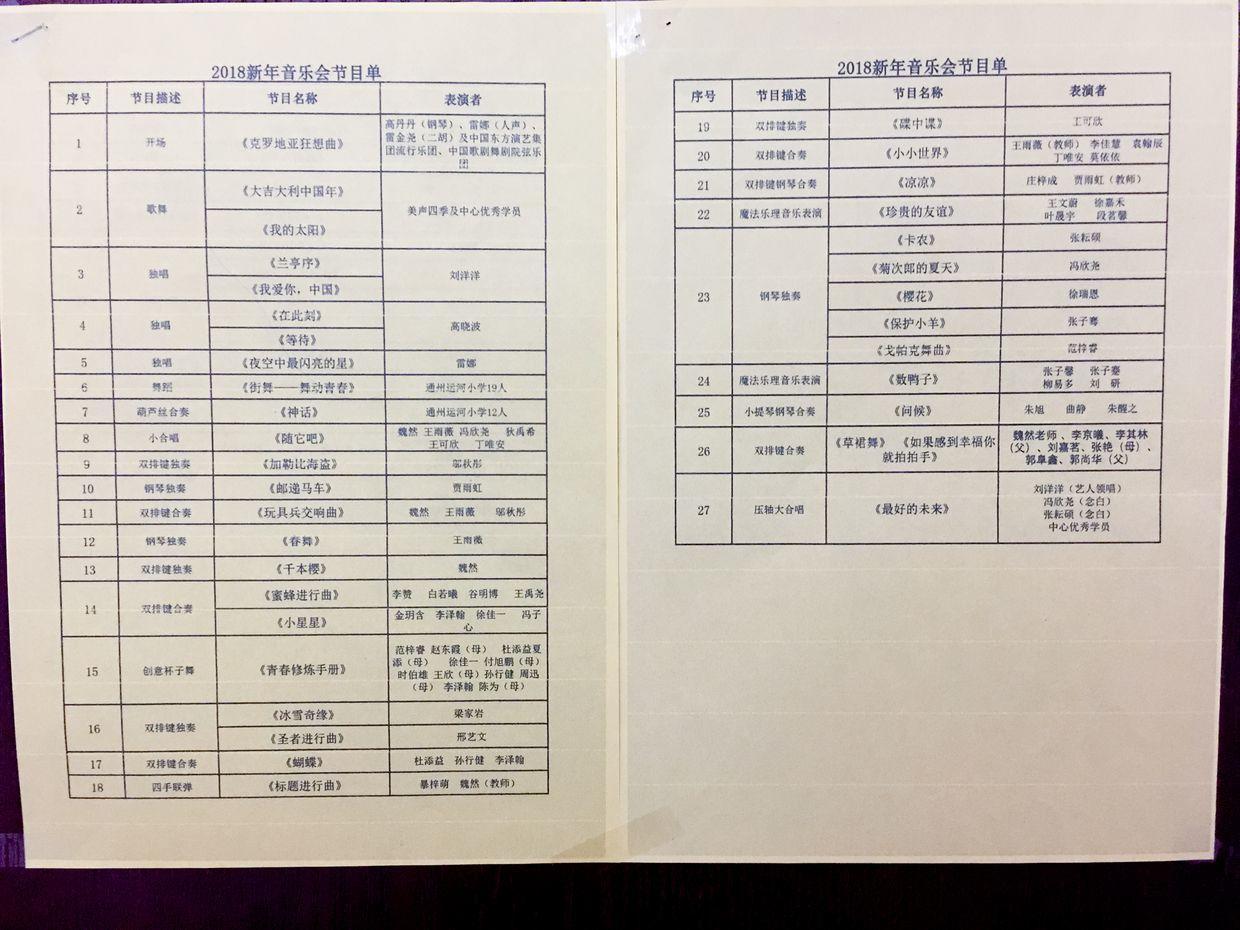 2018新年音乐会节目单
序号 节目描述 节目名称 表演者
1 开场 《克罗地亚狂想曲》 高丹丹（钢琴）、雷娜（人声）、
雷金尧（二胡）及中国东方演艺集
团流行乐团、中国歌剧舞剧院弦乐
团
2 歌舞 《大吉大利中国年》 美声四季及中心优秀学员
《我的太阳》
3 独唱 《兰亭序》 刘洋洋
《我爱你，中国》
4 独唱 《在此刻》 高晓波
《等待》
5 独唱 《夜空中最闪亮的星》 雷娜
6 舞蹈 《街舞——舞动青春》 通州运河小学19人
7 葫芦丝合奏 《神话》 通州运河小学12人
8 小合唱 《随它吧》 魏然 王雨薇 冯欣尧 狄禹希
王可欣 丁唯安
9 双排键独奏 《加勒比海盗》 邬秋彤
10 钢琴独奏 《邮递马车》 贾雨虹
11 双排键合奏 《玩具兵交响曲》 魏然 王雨薇 邬秋彤
12 钢琴独奏 《春舞》 王雨薇
13 双排键独奏 《千本樱》 魏然
14 双排键合奏 《蜜蜂进行曲》 李赞 白若曦 谷明博 王禹尧
《小星星》 金玥含 李泽翰 徐佳一 冯子
心
15 创意杯子舞 《青春修炼手册》 范梓睿 赵东霞（母） 杜添益夏
添（母） 徐佳一 付旭鹏（母）
时伯雄 王欣（母）孙行健 周迅
（母） 李泽翰 陈为（母）
16 双排键独奏 《冰雪奇缘》 梁家岩
《圣者进行曲》 邢艺文
17 双排键合奏 《蝴蝶》 杜添益 孙行健 李泽翰
18 四手联弹 《标题进行曲》 暴梓萌 魏然（教师）
2018新年音乐会节目单
序号 节目描述 节目名称 表演者
19 双排键独奏 《碟中谍》 王可欣
20 双排键合奏 《小小世界》 王雨薇（教师） 李佳慧 袁翰辰
丁唯安 莫依依
21 双排键钢琴合奏 《凉凉》 庄梓成 贾雨虹（教师）
22 魔法乐理音乐表演 《珍贵的友谊》 王文蔚 徐嘉禾
叶晟宇 段茗馨
23 钢琴独奏 《卡农》 张耘硕
《菊次郎的夏天》 冯欣尧
《樱花》 徐瑞恩
《保护小羊》 张子骞
《戈帕克舞曲》 范梓睿
24 魔法乐理音乐表演 《数鸭子》 张子馨 张子骞
柳易多 刘 研
25 小提琴钢琴合奏 《问候》 朱旭 曲静 朱醒之
26 双排键合奏 《草裙舞》 《如果感到幸福你
就拍拍手》 魏然老师 、李京曦、李其林
（父）、刘嘉茗、张艳（母）、
郭阜鑫、郭尚华（父）
27 压轴大合唱 《最好的未来》 刘洋洋（艺人领唱）
冯欣尧（念白）
张耘硕（念白）
中心优秀学员